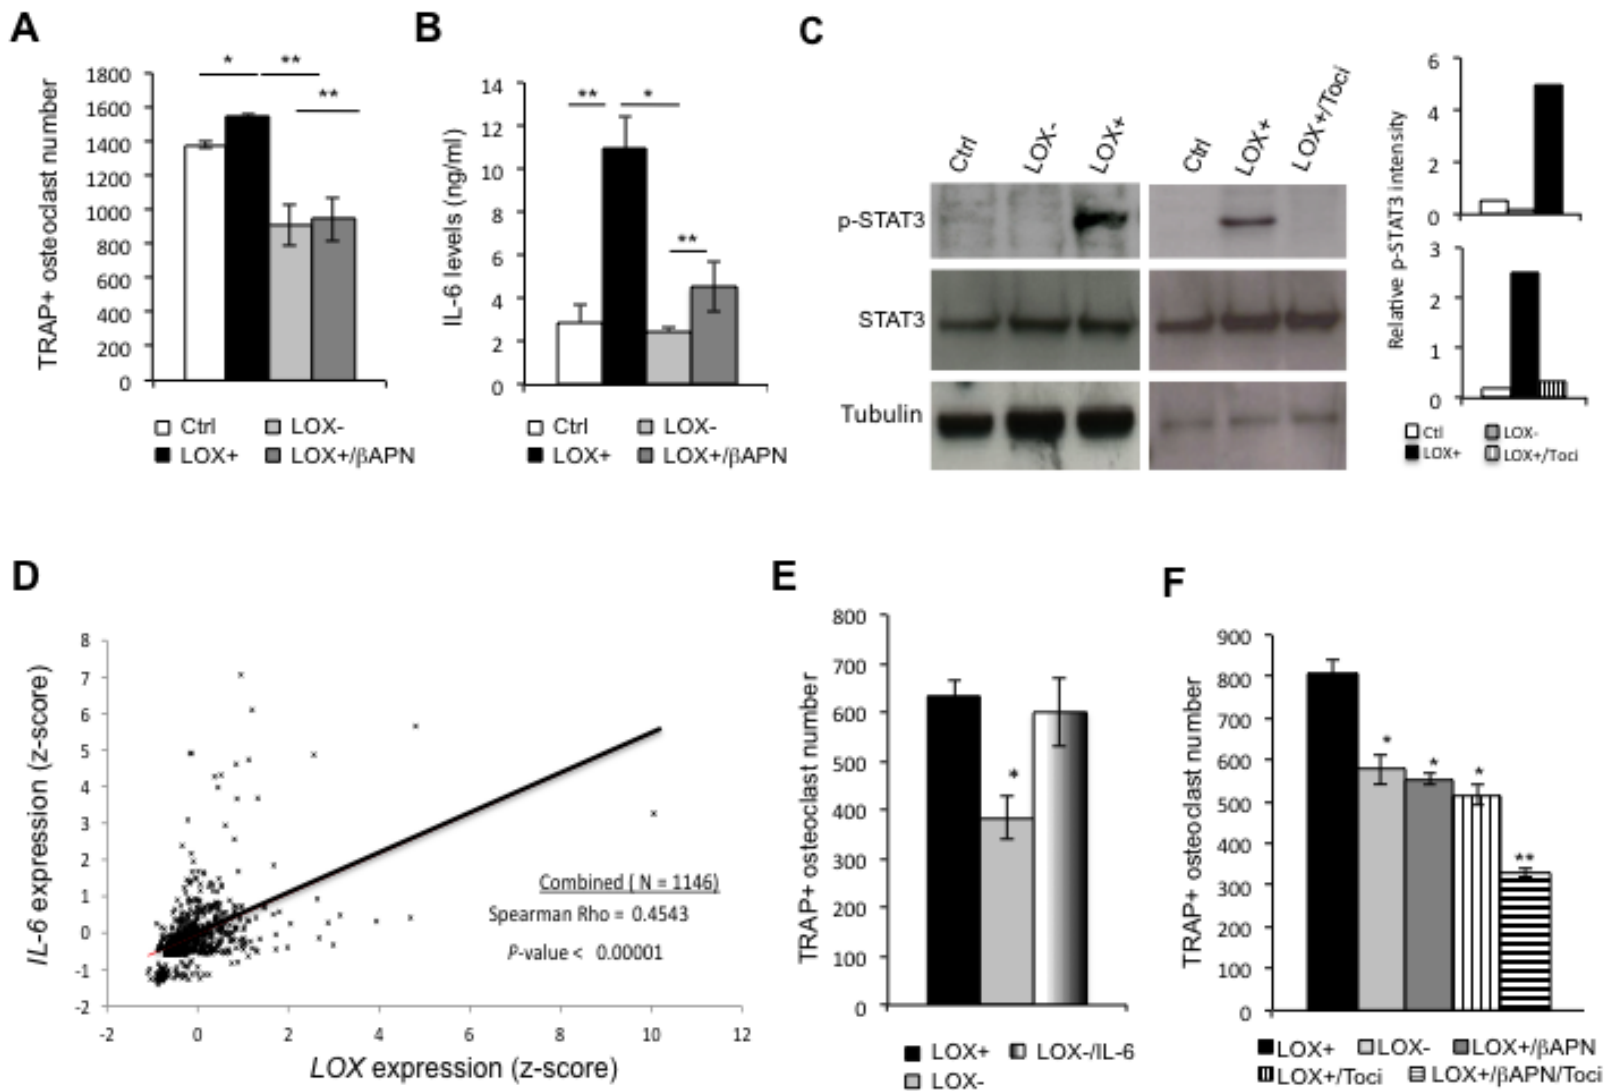 A
TRAP+ osteoclast number
1800
1600
1400
1200
1000
800
600
400
200
0
*
**
**
Ctrl
LOX-
LOX+
LOX+/βAPN
B
IL-6 levels (ng/ml)
14
12
10
8
6
4
2
0
**
*
**
Ctrl
LOX-
LOX+
LOX+/βAPN
C
Ctrl
LOX-
LOX+
Ctrl
LOX+
LOX+/Toci
p-STAT3
STAT3
Tubulin
Relative p-STAT3 intensity
6
4
2
0
3
2
1
0
Ctl
LOX-
LOX+
LOX+/Toci
D
IL-6 expression (z-score)
8
7
6
5
4
3
2
1
0
-1
-2
Combined ( N = 1146)
Spearman Rho = 0.4543
P-value < 0.00001
-2 0 2 4 6 8 10 12
LOX expression (z-score)
E
TRAP+ osteoclast number
800
700
600
500
400
300
200
100
0
*
LOX+
LOX-/IL-6
LOX-
F
TRAP+ osteoclast number
900
800
700
600
500
400
300
200
100
0
*
*
*
**
LOX+
LOX-
LOX+/βAPN
LOX+/Toci
LOX+/βAPN/Toci